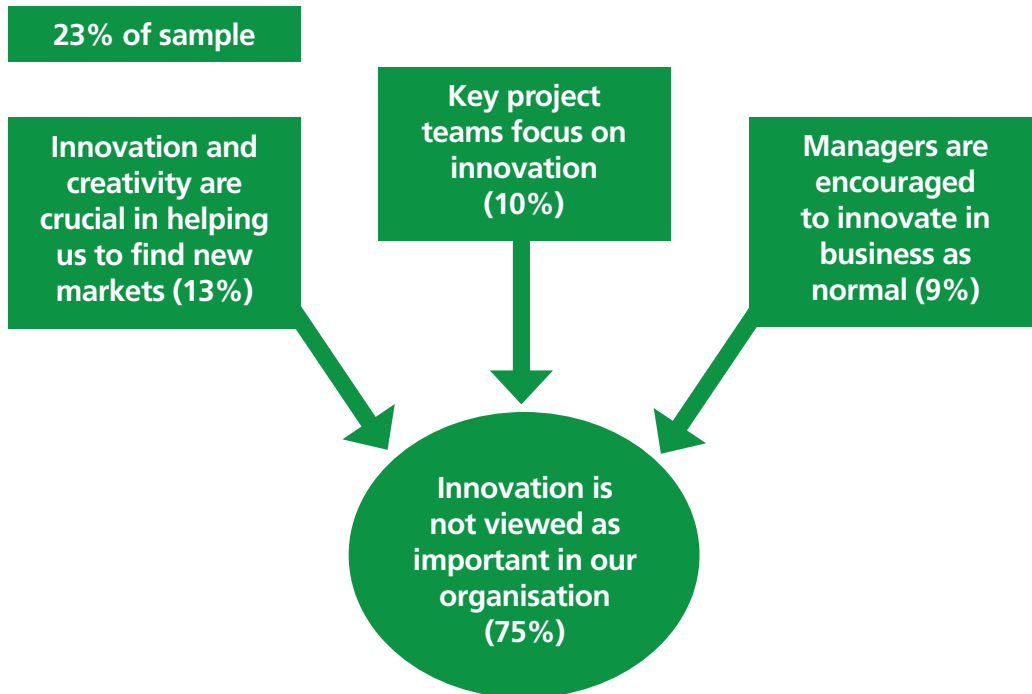 23% of sample
Innovation and
creativity are
crucial in helping
us to find new
markets (13%)
Key project
teams focus on
innovation
(10%)
Managers are
encouraged
to innovate in
business as
normal (9%)
Innovation is
not viewed as
important in our
organisation
(75%)